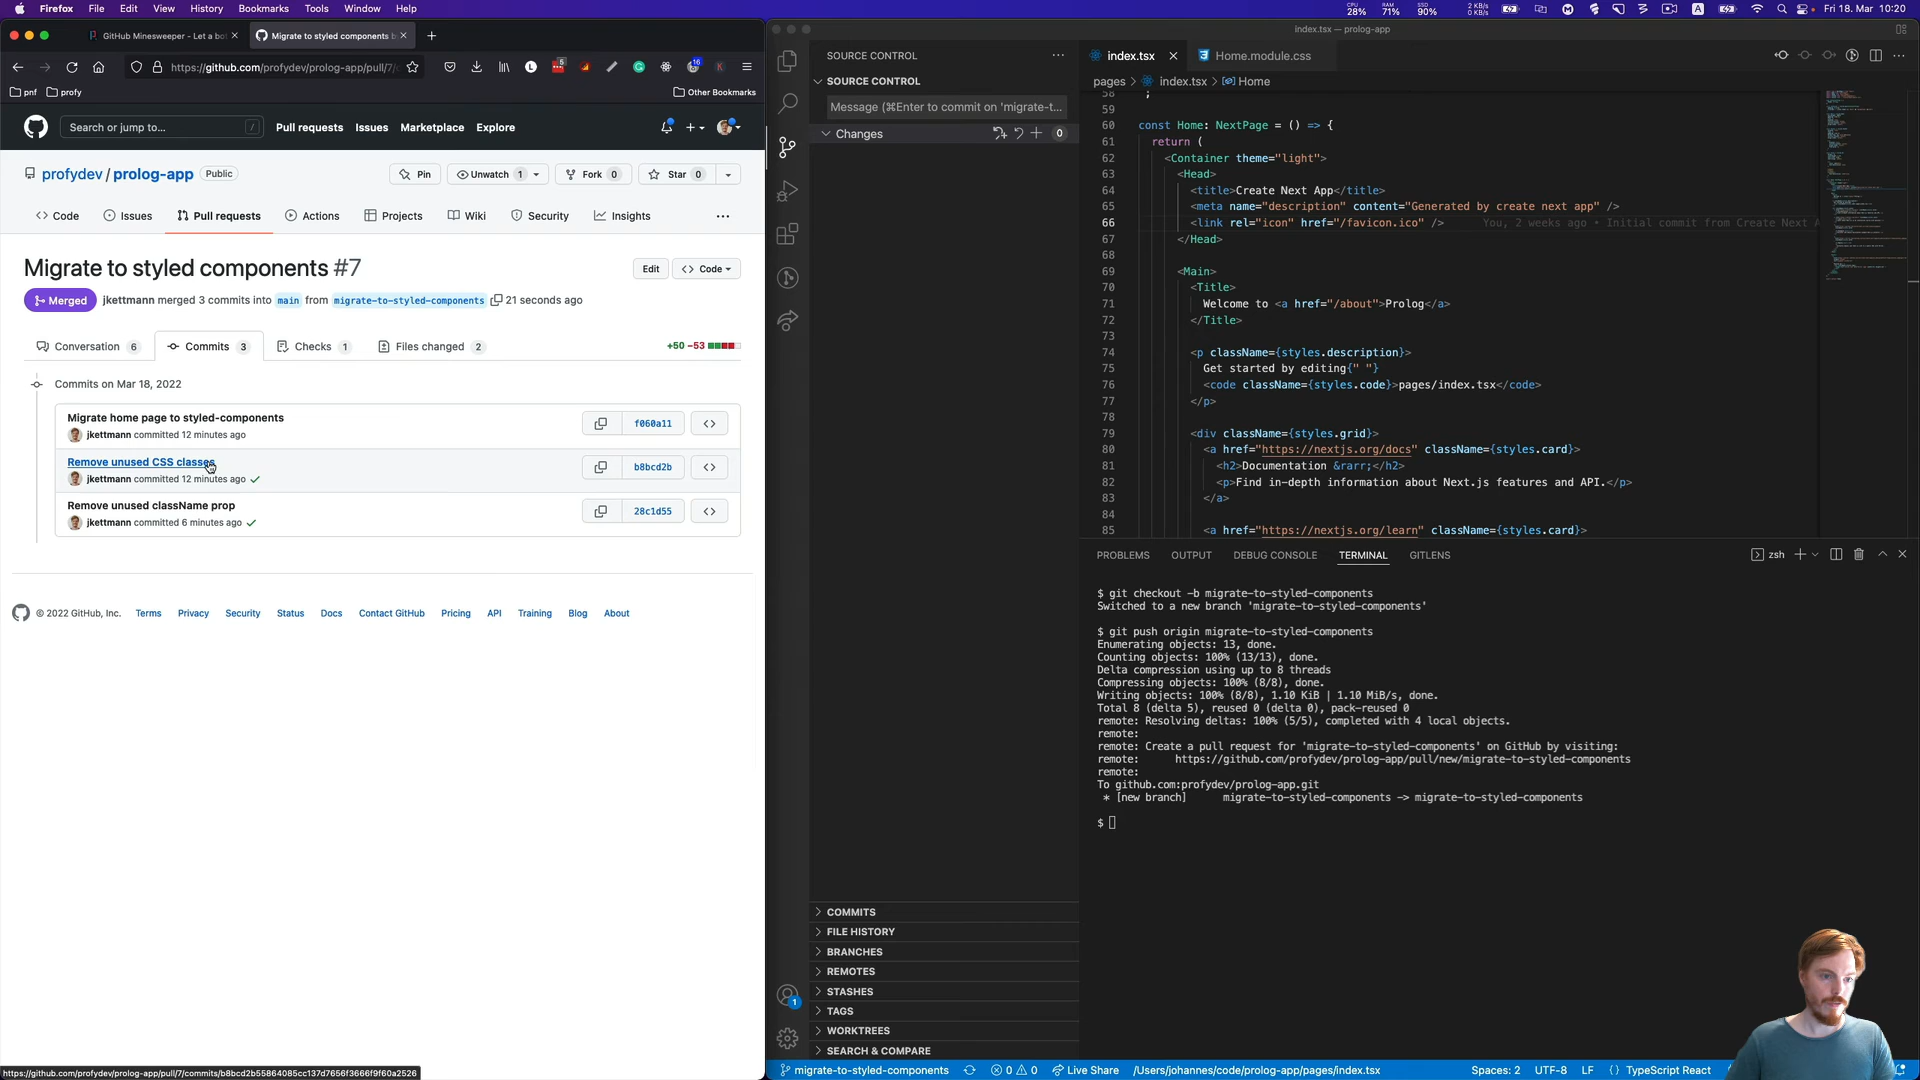 Firefox File Edit View History Bookmarks Tools Window Help
CPU 28% RAM 71% SSD 90% 2 KB/s 0 KB/s Fri 18. Mar 10:20
GitHub Minesweeper - Let a bo
Migrate to styled components b
https://github.com/profydev/prolog-app/pull/7/c
pnf profy Other Bookmarks
Search or jump to... / Pull requests Issues Marketplace Explore
profydev / prolog-app Public
Pin Unwatch 1 Fork 0 Star 0
Code Issues Pull requests Actions Projects Wiki Security Insights
Migrate to styled components #7
Edit Code
Merged jkettmann merged 3 commits into main from migrate-to-styled-components 21 seconds ago
Conversation 6 Commits 3 Checks 1 Files changed 2 +50 −53
Commits on Mar 18, 2022
Migrate home page to styled-components
jkettmann committed 12 minutes ago
f060a11
Remove unused CSS classes
jkettmann committed 12 minutes ago
b8bcd2b
Remove unused className prop
jkettmann committed 6 minutes ago
28c1d55
© 2022 GitHub, Inc. Terms Privacy Security Status Docs Contact GitHub Pricing API Training Blog About
https://github.com/profydev/prolog-app/pull/7/commits/b8bcd2b55864085cc137d7656f3666f9f60a2526
index.tsx — prolog-app
SOURCE CONTROL
SOURCE CONTROL
Message (⌘Enter to commit on 'migrate-t...
Changes 0
COMMITS
FILE HISTORY
BRANCHES
REMOTES
STASHES
TAGS
WORKTREES
SEARCH & COMPARE
index.tsx Home.module.css
pages > index.tsx > Home
58 ;
59
60 const Home: NextPage = () => {
61 return (
62 <Container theme="light">
63 <Head>
64 <title>Create Next App</title>
65 <meta name="description" content="Generated by create next app" />
66 <link rel="icon" href="/favicon.ico" /> You, 2 weeks ago • Initial commit from Create Next A
67 </Head>
68
69 <Main>
70 <Title>
71 Welcome to <a href="/about">Prolog</a>
72 </Title>
73
74 <p className={styles.description}>
75 Get started by editing{" "}
76 <code className={styles.code}>pages/index.tsx</code>
77 </p>
78
79 <div className={styles.grid}>
80 <a href="https://nextjs.org/docs" className={styles.card}>
81 <h2>Documentation &rarr;</h2>
82 <p>Find in-depth information about Next.js features and API.</p>
83 </a>
84
85 <a href="https://nextjs.org/learn" className={styles.card}>
PROBLEMS OUTPUT DEBUG CONSOLE TERMINAL GITLENS zsh
$ git checkout -b migrate-to-styled-components
Switched to a new branch 'migrate-to-styled-components'
$ git push origin migrate-to-styled-components
Enumerating objects: 13, done.
Counting objects: 100% (13/13), done.
Delta compression using up to 8 threads
Compressing objects: 100% (8/8), done.
Writing objects: 100% (8/8), 1.10 KiB | 1.10 MiB/s, done.
Total 8 (delta 5), reused 0 (delta 0), pack-reused 0
remote: Resolving deltas: 100% (5/5), completed with 4 local objects.
remote:
remote: Create a pull request for 'migrate-to-styled-components' on GitHub by visiting:
remote: https://github.com/profydev/prolog-app/pull/new/migrate-to-styled-components
remote:
To github.com:profydev/prolog-app.git
* [new branch] migrate-to-styled-components -> migrate-to-styled-components
$
migrate-to-styled-components 0 0 Live Share /Users/johannes/code/prolog-app/pages/index.tsx Spaces: 2 UTF-8 LF {} TypeScript React